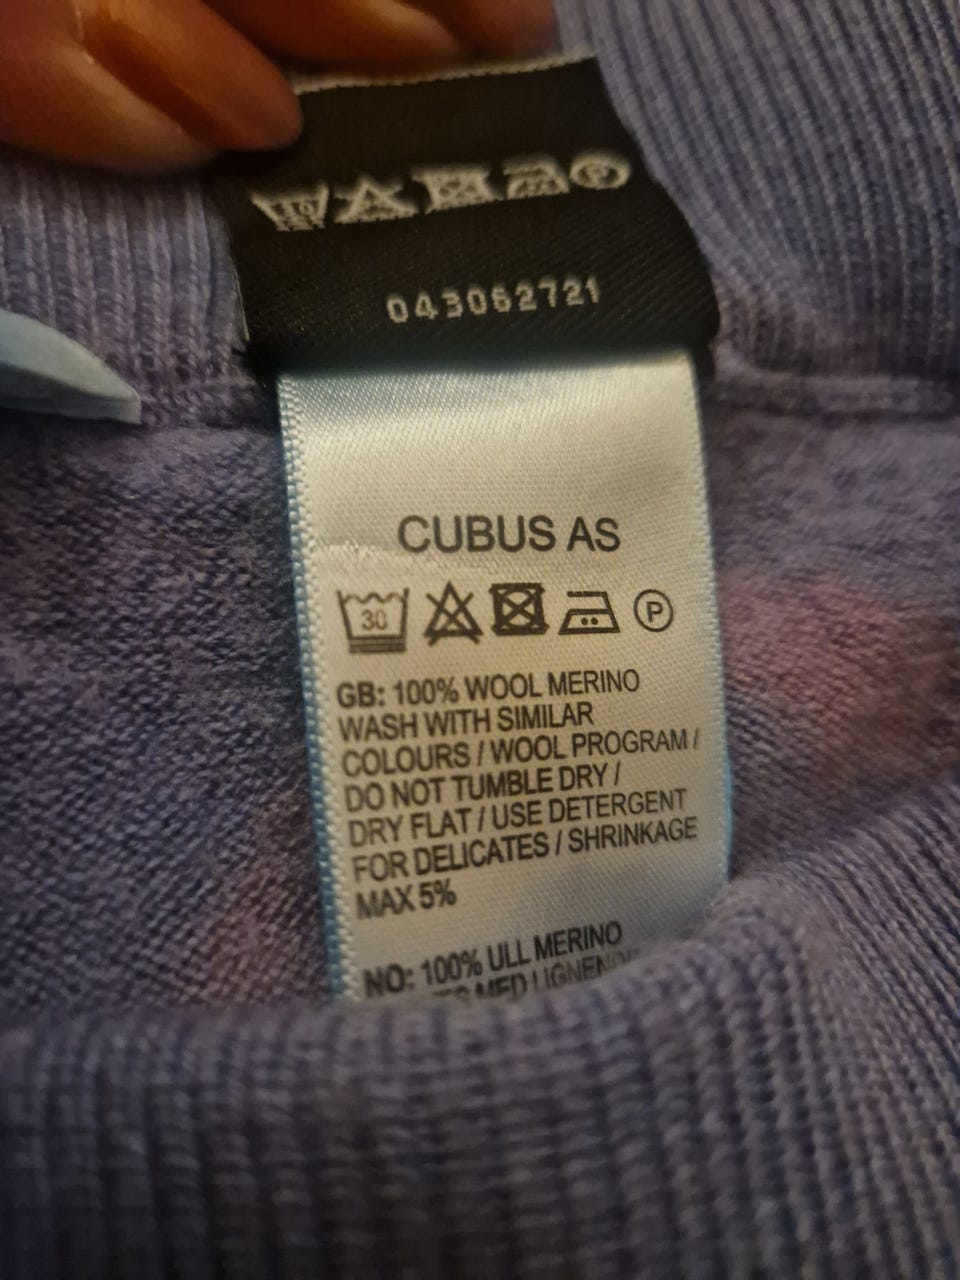 043062721
CUBUS AS
30 P
GB: 100% WOOL MERINO
WASH WITH SIMILAR
COLOURS / WOOL PROGRAM /
DO NOT TUMBLE DRY /
DRY FLAT / USE DETERGENT
FOR DELICATES / SHRINKAGE
MAX 5%
NO: 100% ULL MERINO
MED